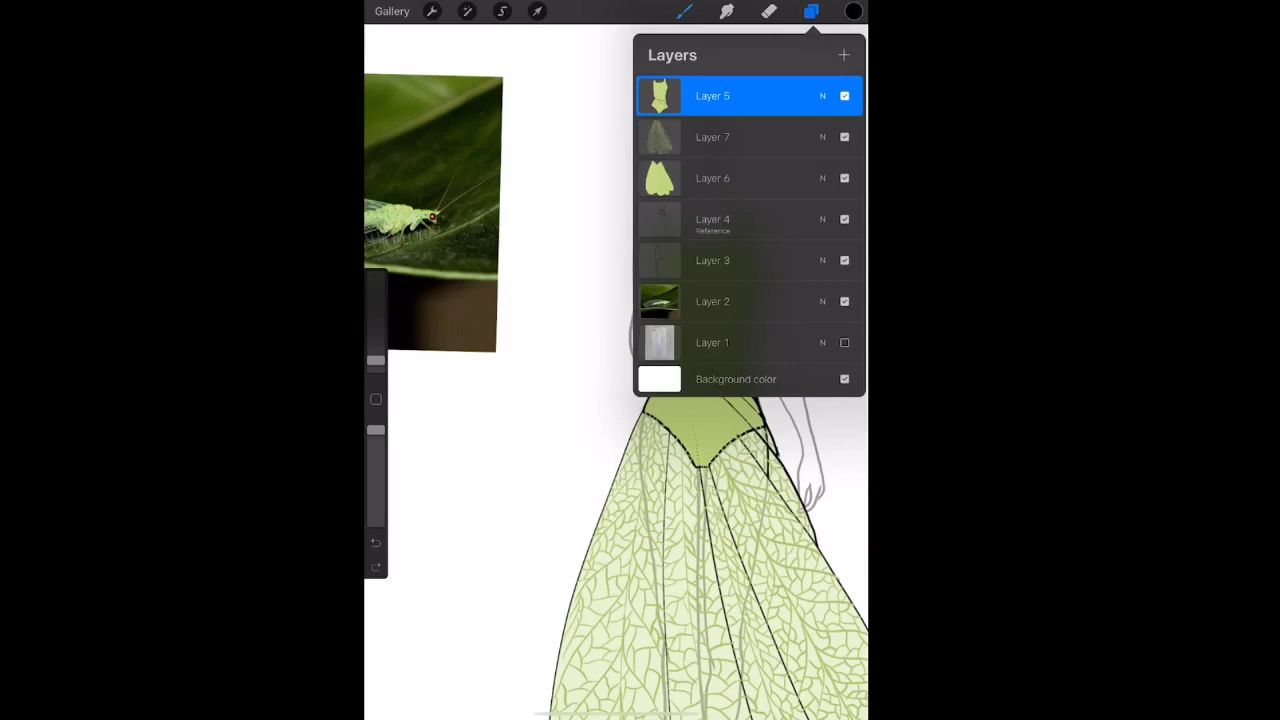 Gallery
Layers
Layer 5 N
Layer 7 N
Layer 6 N
Layer 4 N
Reference
Layer 3 N
Layer 2 N
Layer 1 N
Background color